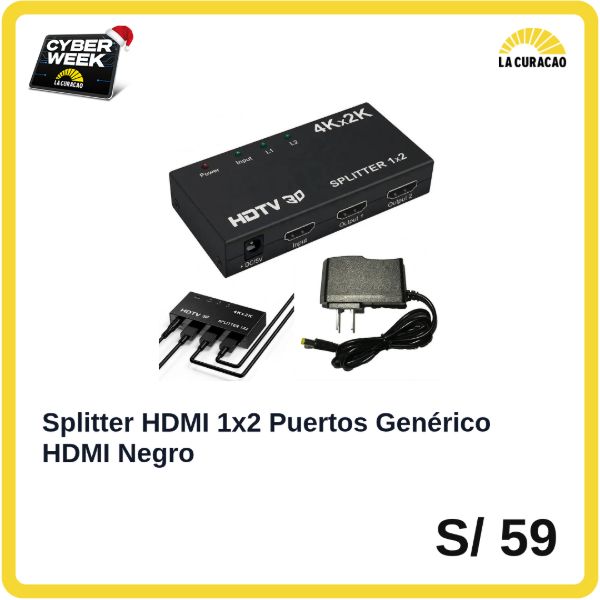 CYBER
WEEK
LA CURACAO
LA CURACAO
4Kx2K
Power
Input
L1
L2
SPLITTER 1x2
HDTV 3D
DC/5V
Input
Output 1
Output 2
4Kx2K
HDTV 3D
SPLITTER 1x2
Splitter HDMI 1x2 Puertos Genérico
HDMI Negro
S/ 59